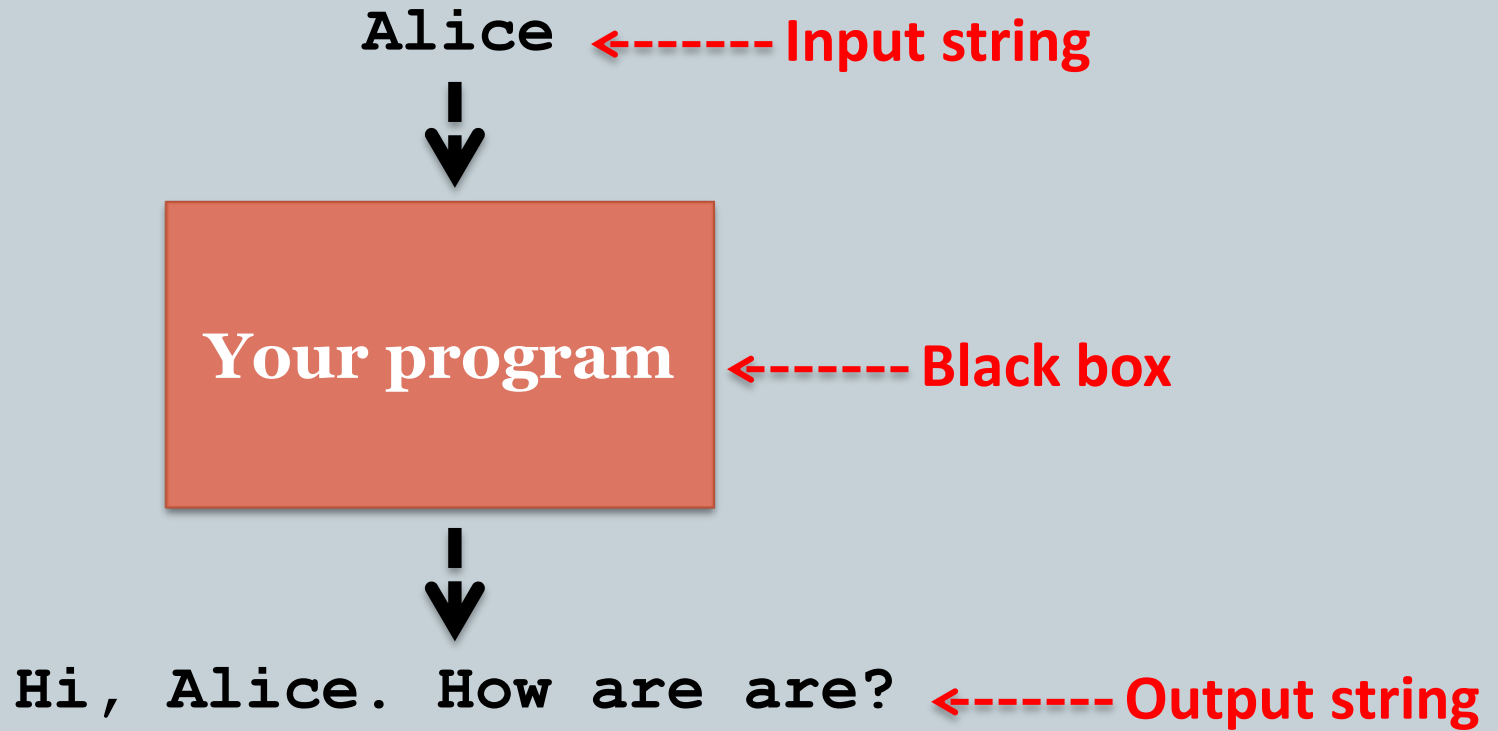 Alice
Input string
Your program
Black box
Hi, Alice. How are are?
Output string